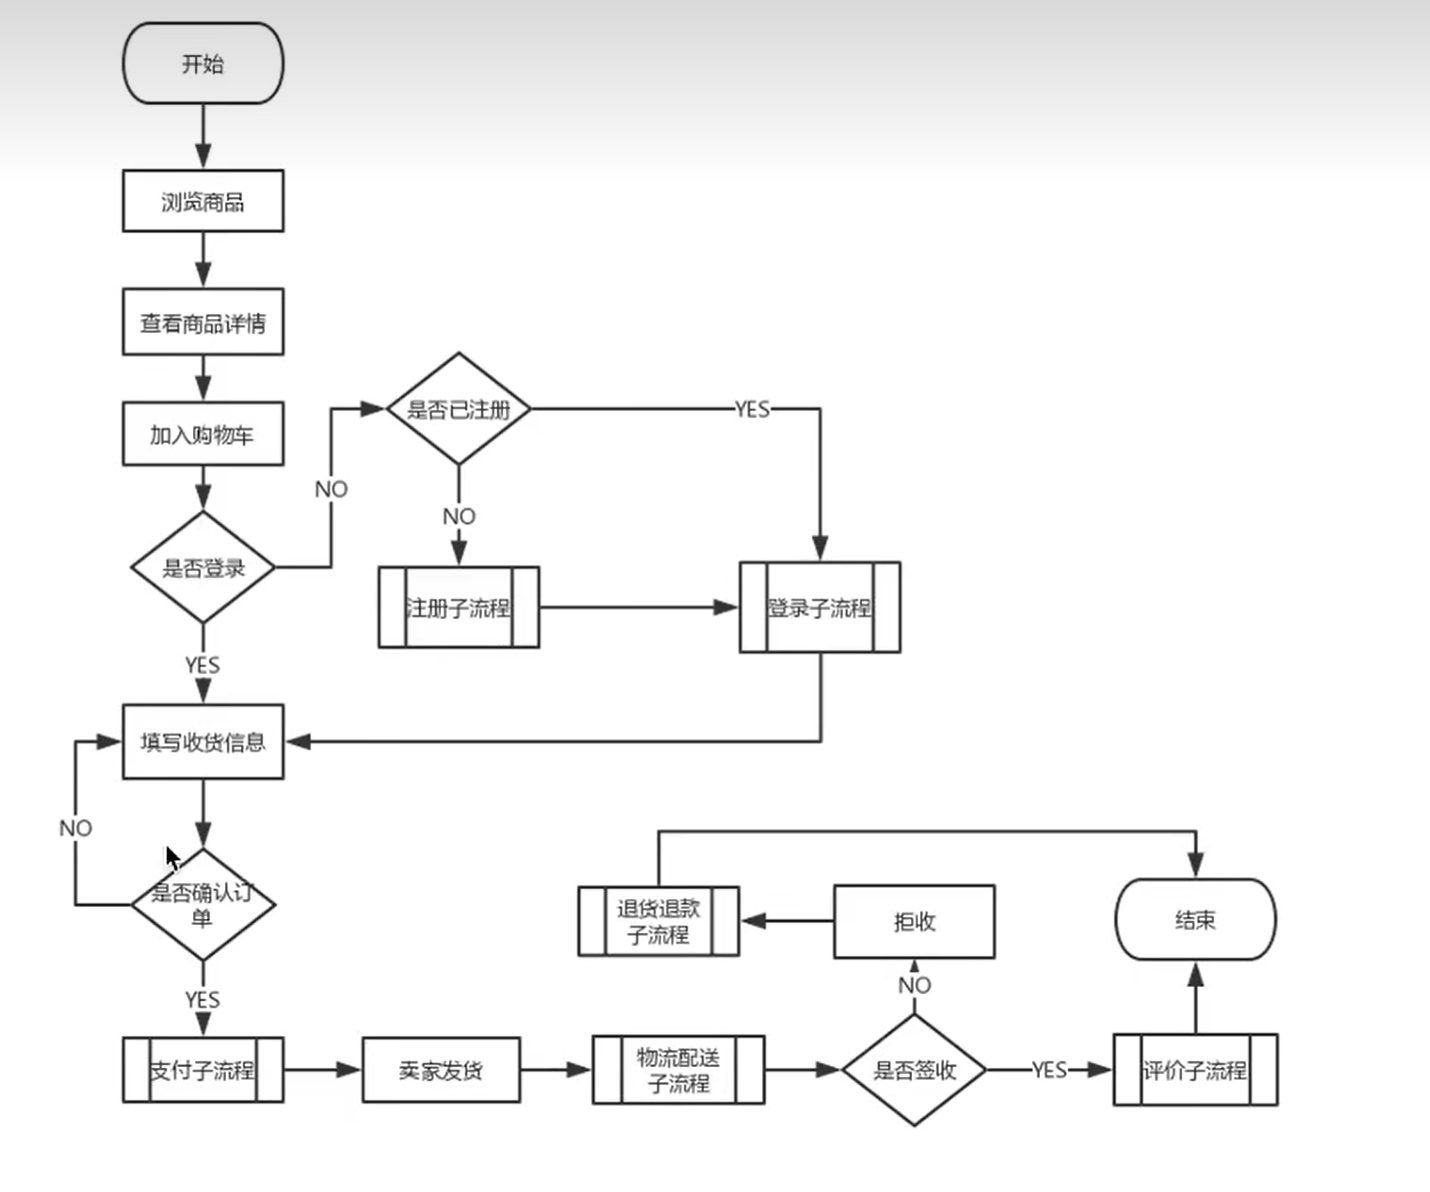 开始
浏览商品
查看商品详情
加入购物车
是否已注册
YES
NO
NO
是否登录
注册子流程
登录子流程
YES
填写收货信息
NO
是否确认订
单
YES
退货退款
子流程
拒收
结束
NO
支付子流程
卖家发货
物流配送
子流程
是否签收
YES
评价子流程